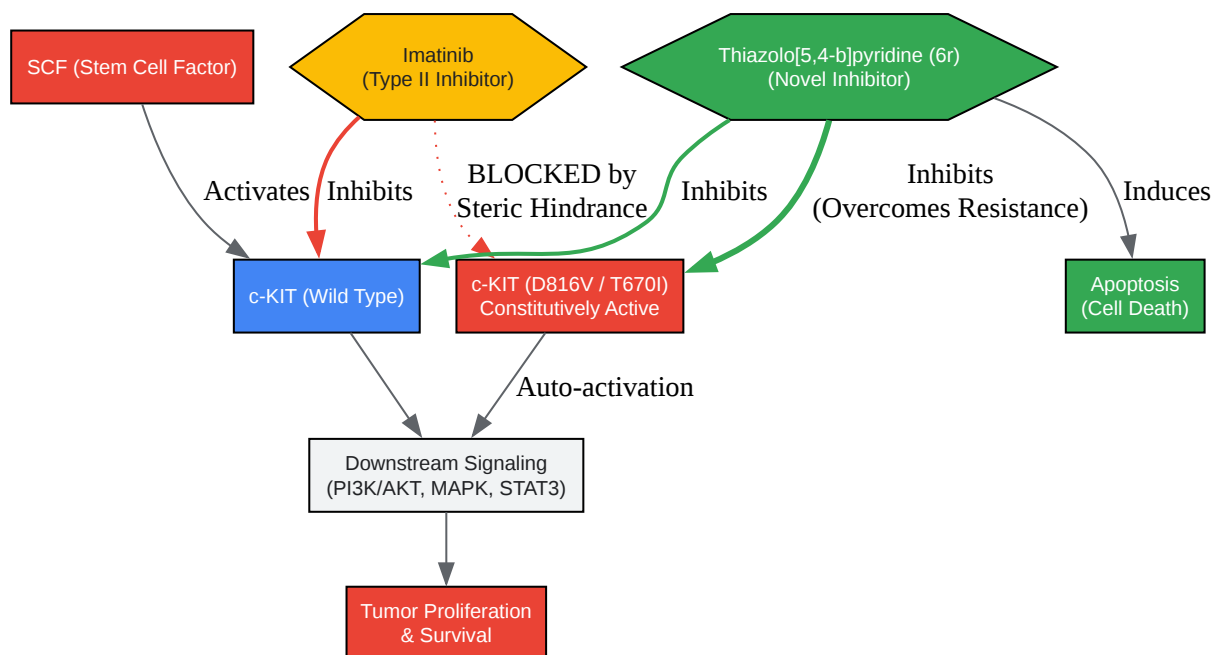 SCF (Stem Cell Factor)
Imatinib
(Type II Inhibitor)
Thiazolo[5,4-b]pyridine (6r)
(Novel Inhibitor)
Activates
Inhibits
BLOCKED by
Steric Hindrance
Inhibits
Inhibits
(Overcomes Resistance)
Induces
c-KIT (Wild Type)
c-KIT (D816V / T670I)
Constitutively Active
Apoptosis
(Cell Death)
Auto-activation
Downstream Signaling
(PI3K/AKT, MAPK, STAT3)
Tumor Proliferation
& Survival